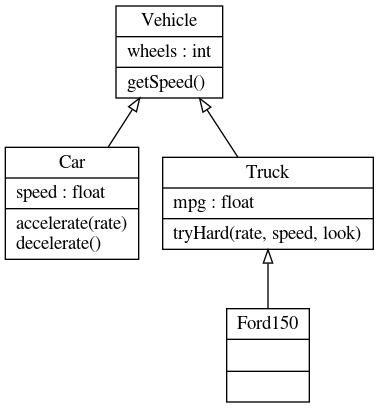 Vehicle
wheels : int
getSpeed()
Car
speed : float
accelerate(rate)
decelerate()
Truck
mpg : float
tryHard(rate, speed, look)
Ford150